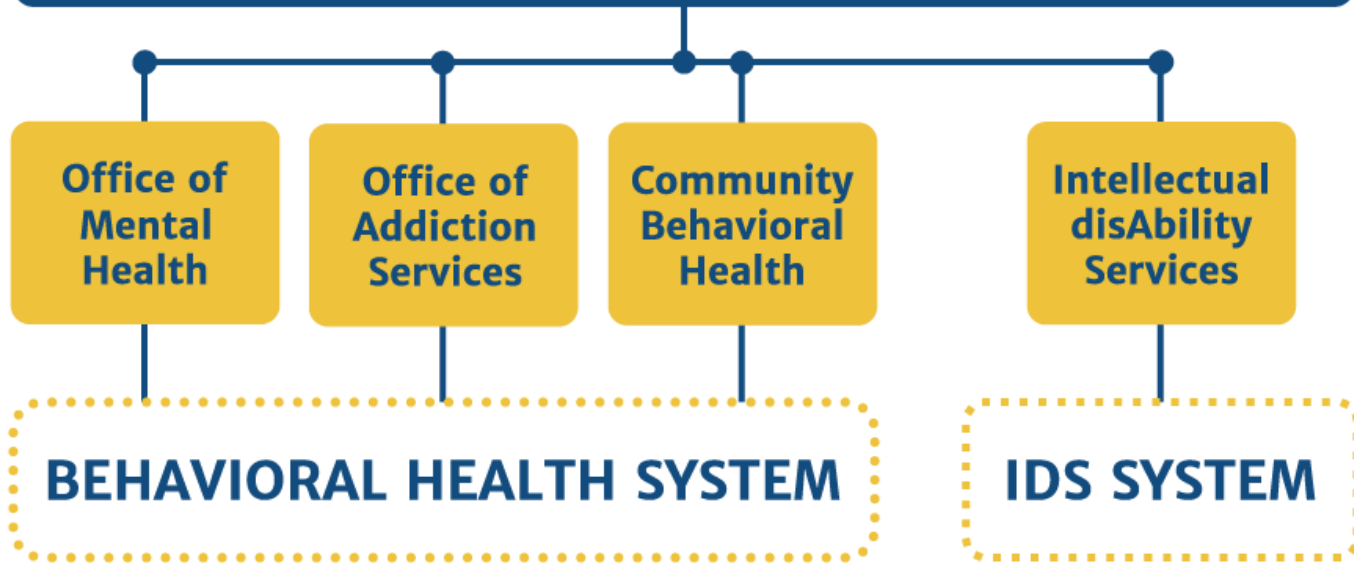 Office of
Mental
Health
Office of
Addiction
Services
Community
Behavioral
Health
Intellectual
disAbility
Services
BEHAVIORAL HEALTH SYSTEM
IDS SYSTEM